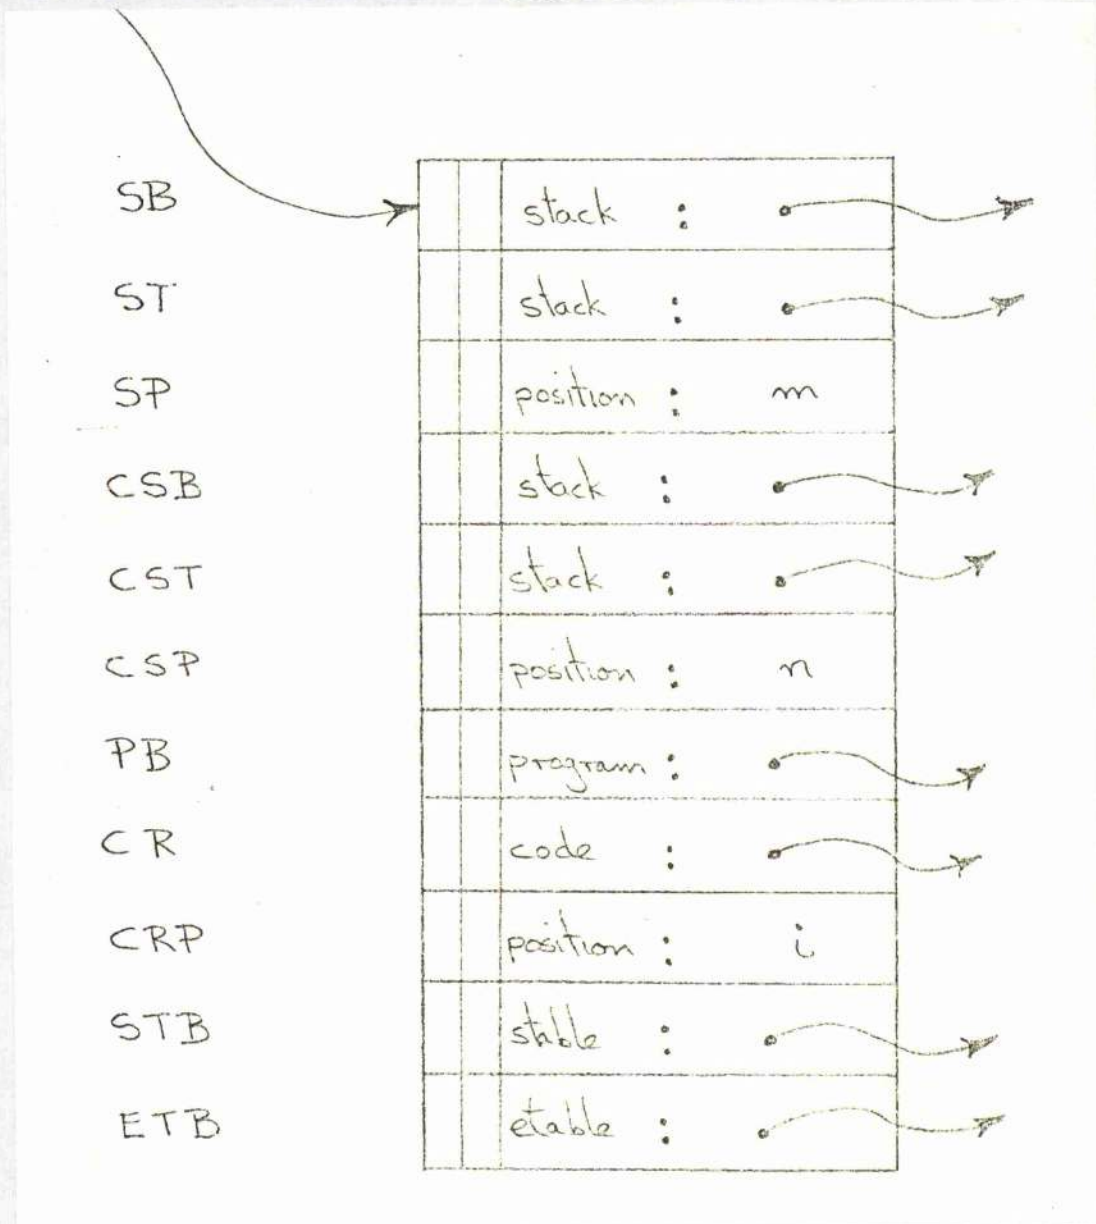 SB stack :
ST stack :
SP position : m
CSB stack :
CST stack :
CSP position : n
PB program :
CR code :
CRP position : i
STB stable :
ETB etable :